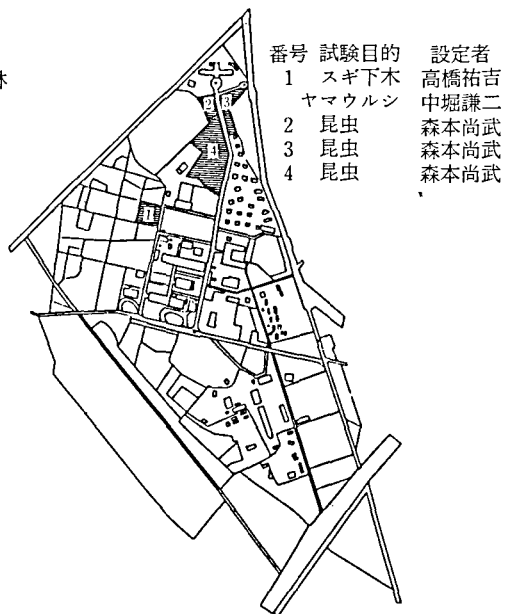 林
番号 試験目的 設定者
1 スギ下木 高橋祐吉
ヤマウルシ 中堀謙二
2 昆虫 森本尚武
3 昆虫 森本尚武
4 昆虫 森本尚武
2 3
4
1